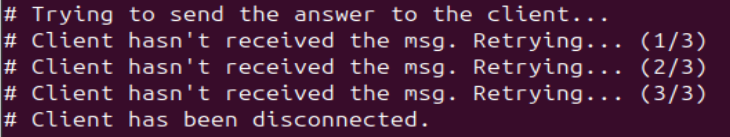 # Trying to send the answer to the client...
# Client hasn't received the msg. Retrying... (1/3)
# Client hasn't received the msg. Retrying... (2/3)
# Client hasn't received the msg. Retrying... (3/3)
# Client has been disconnected.